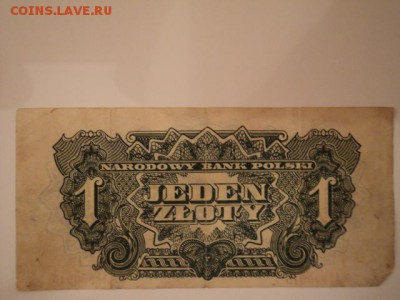 COINS.LAVE.RU
NARODOWY BANK POLSKI
1 JEDEN 1
ZŁOTY